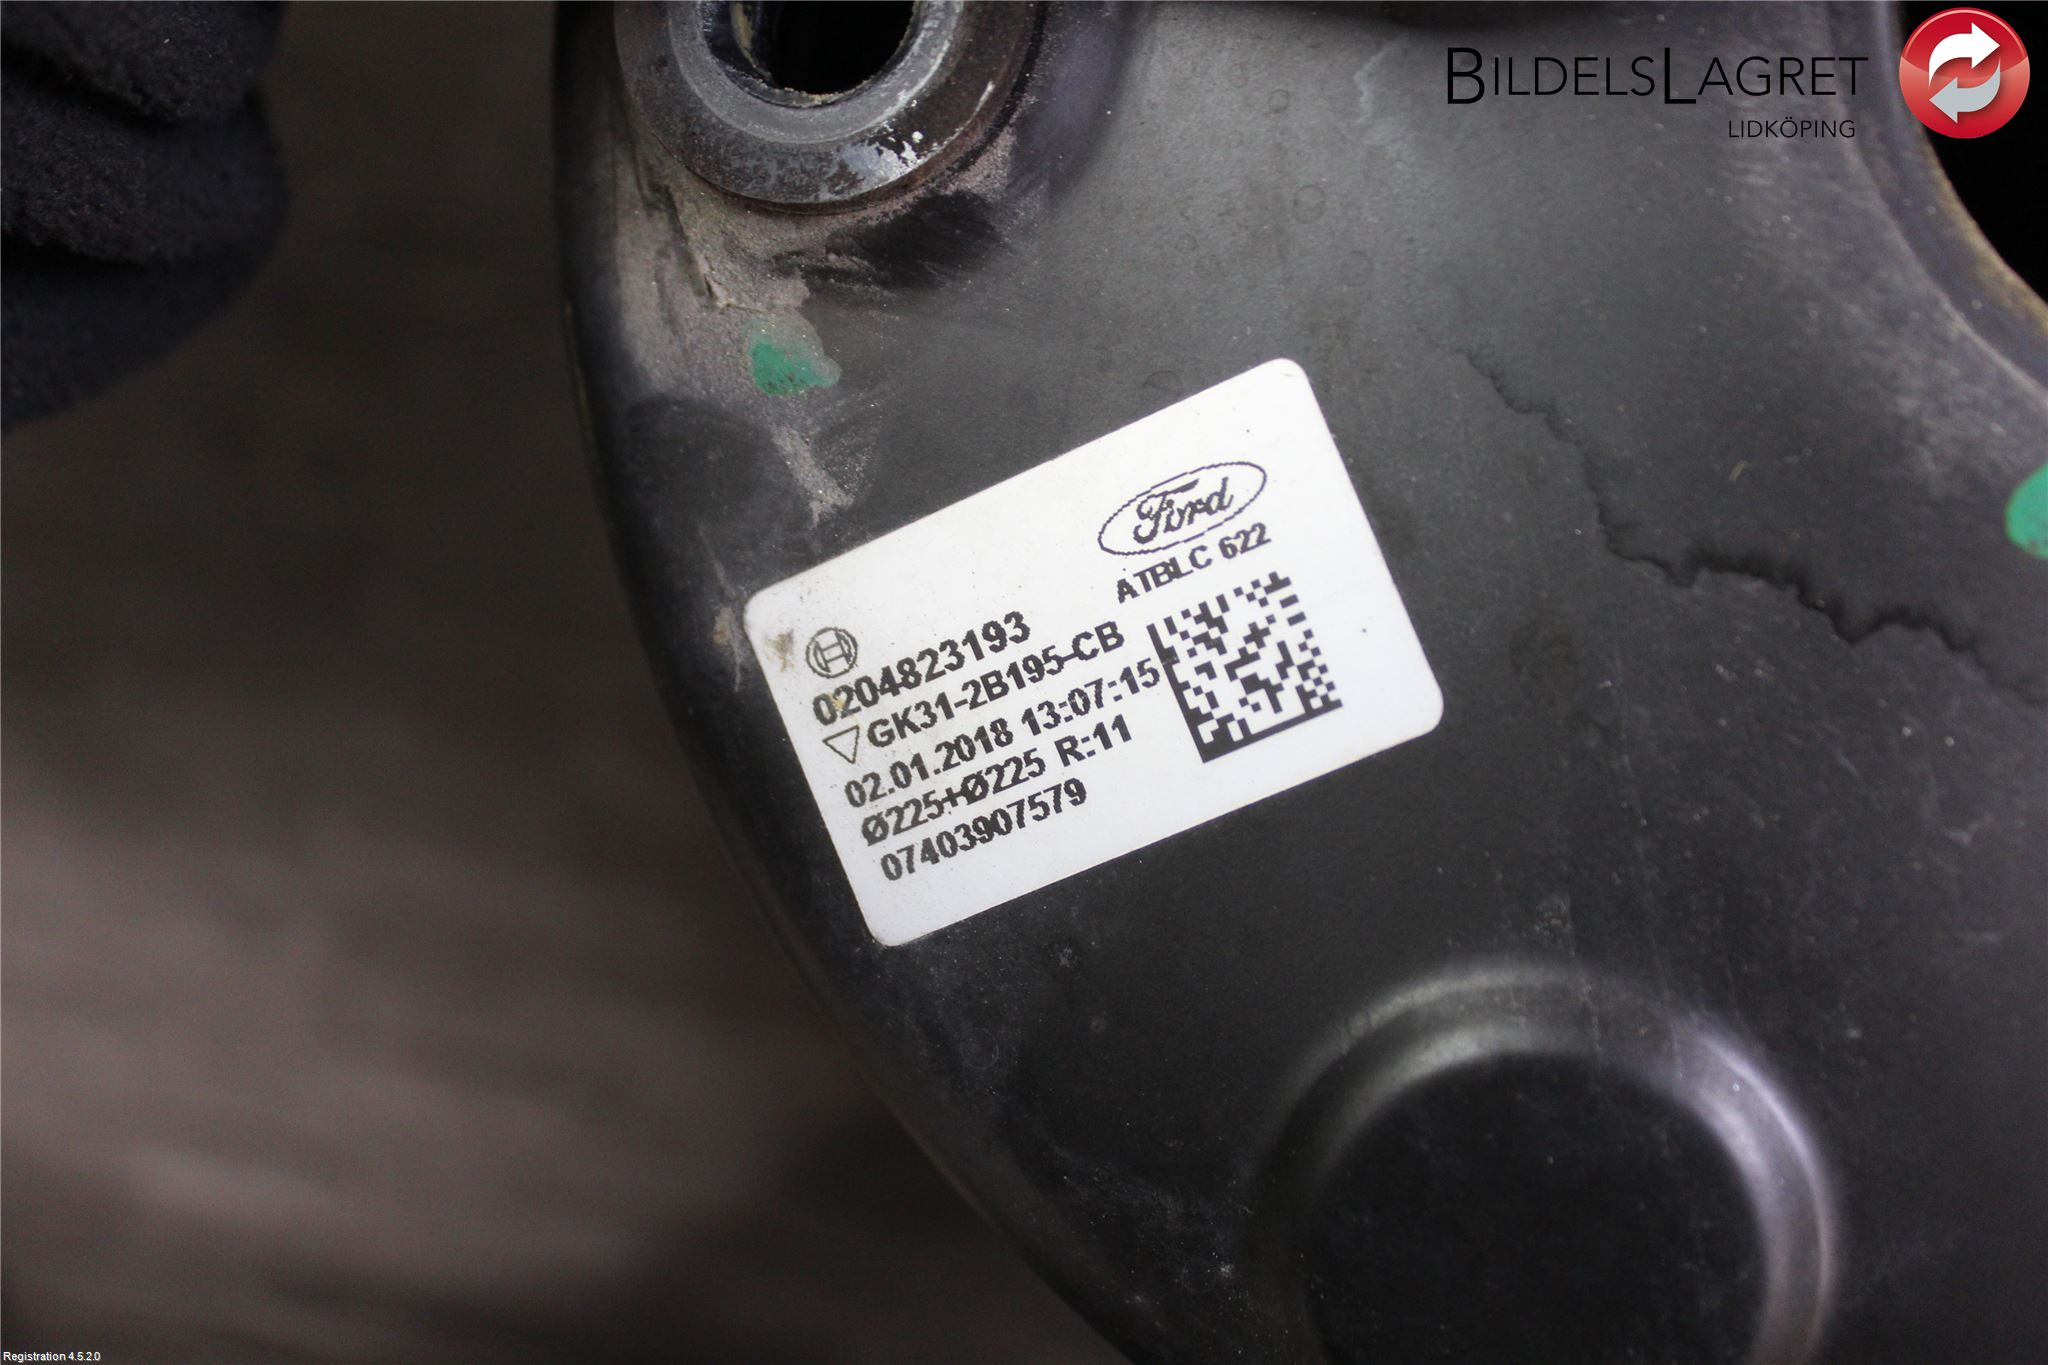 BILDELSLAGRET
LIDKÖPING
Ford
ATBLC 622
0204823193
GK31-2B195-CB
02.01.2018 13:07:15
Ø225+Ø225 R:11
07403907579
Registration 4.5.2.0